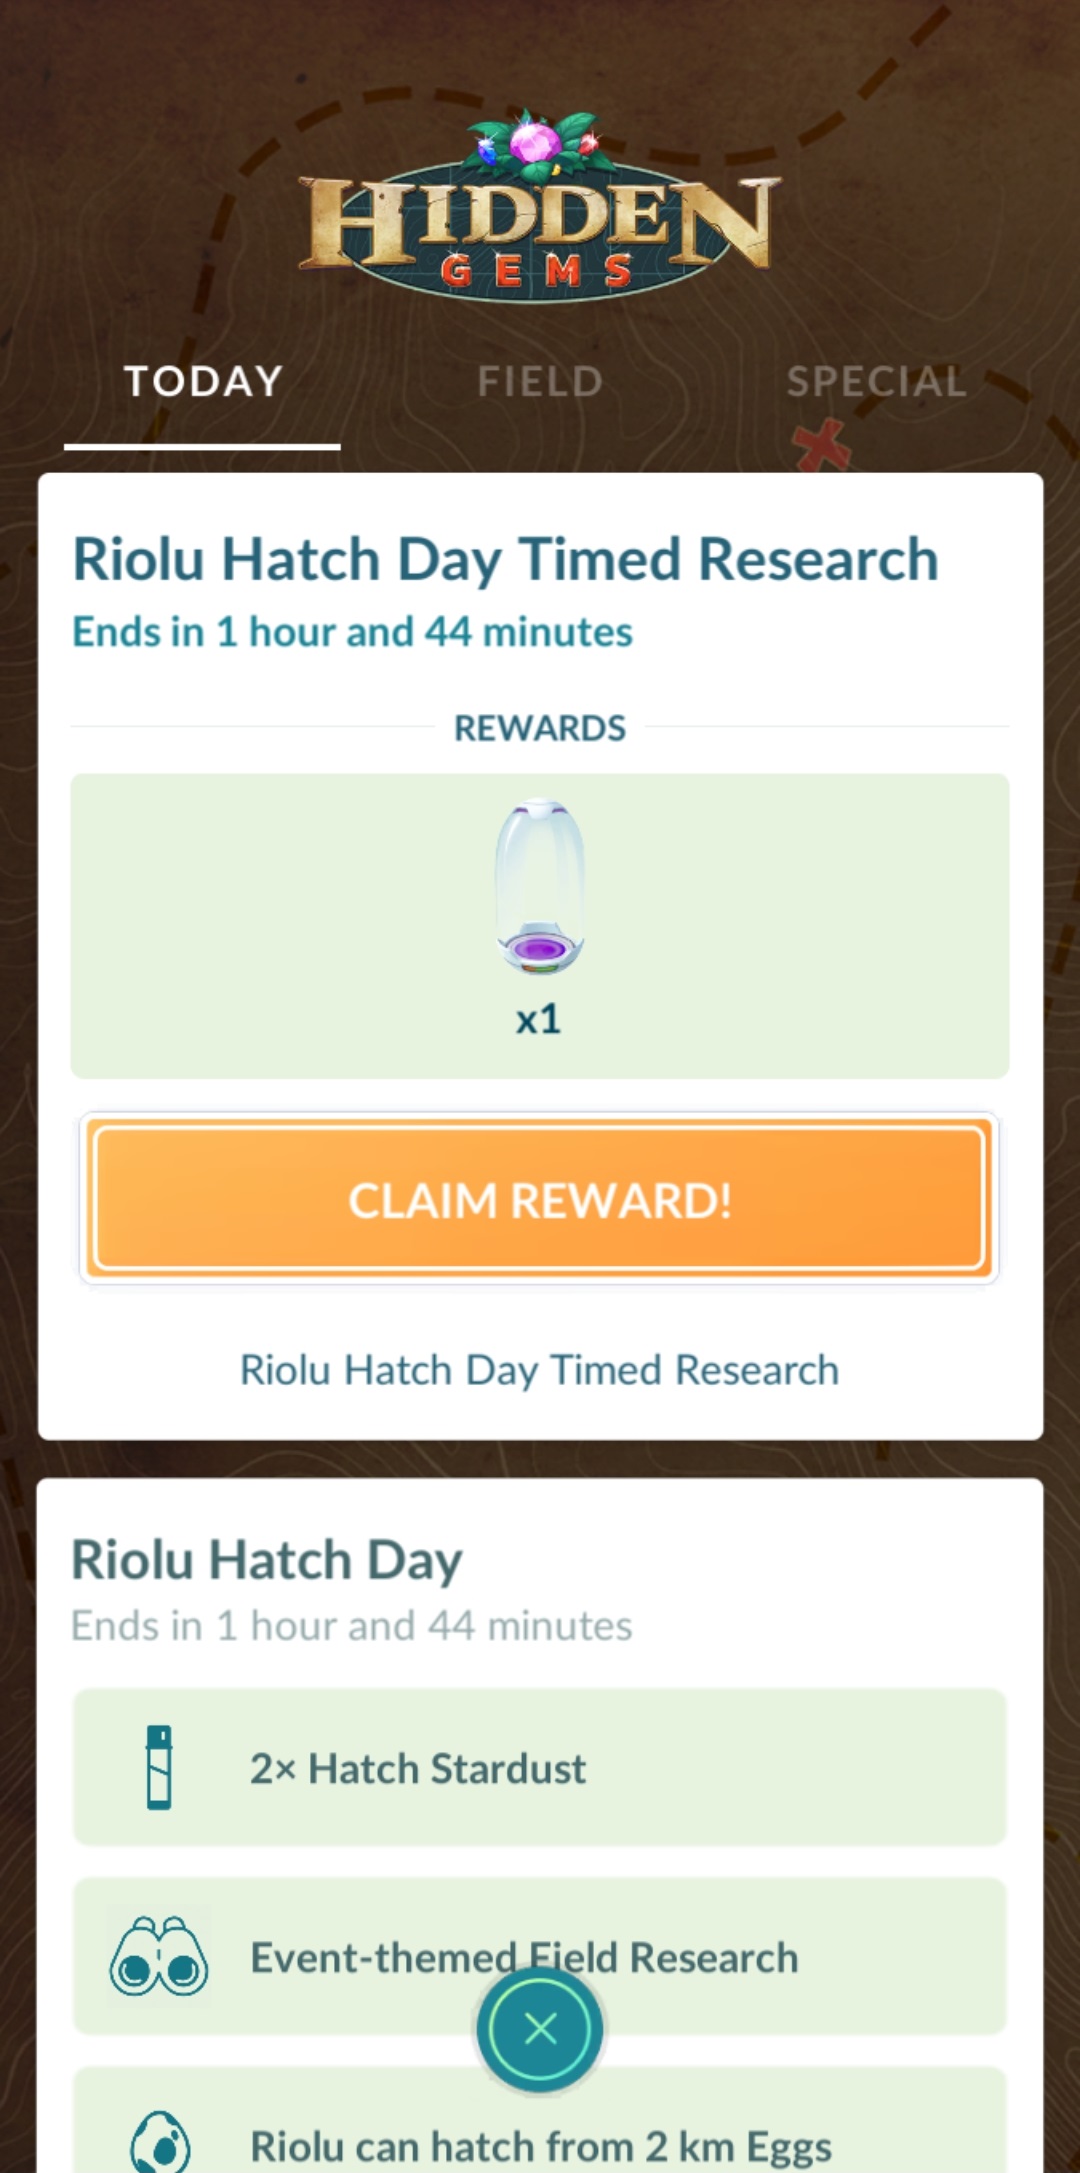 HIDDEN
GEMS
TODAY
FIELD
SPECIAL
Riolu Hatch Day Timed Research
Ends in 1 hour and 44 minutes
REWARDS
x1
CLAIM REWARD!
Riolu Hatch Day Timed Research
Riolu Hatch Day
Ends in 1 hour and 44 minutes
2× Hatch Stardust
Event-themed Field Research
Riolu can hatch from 2 km Eggs